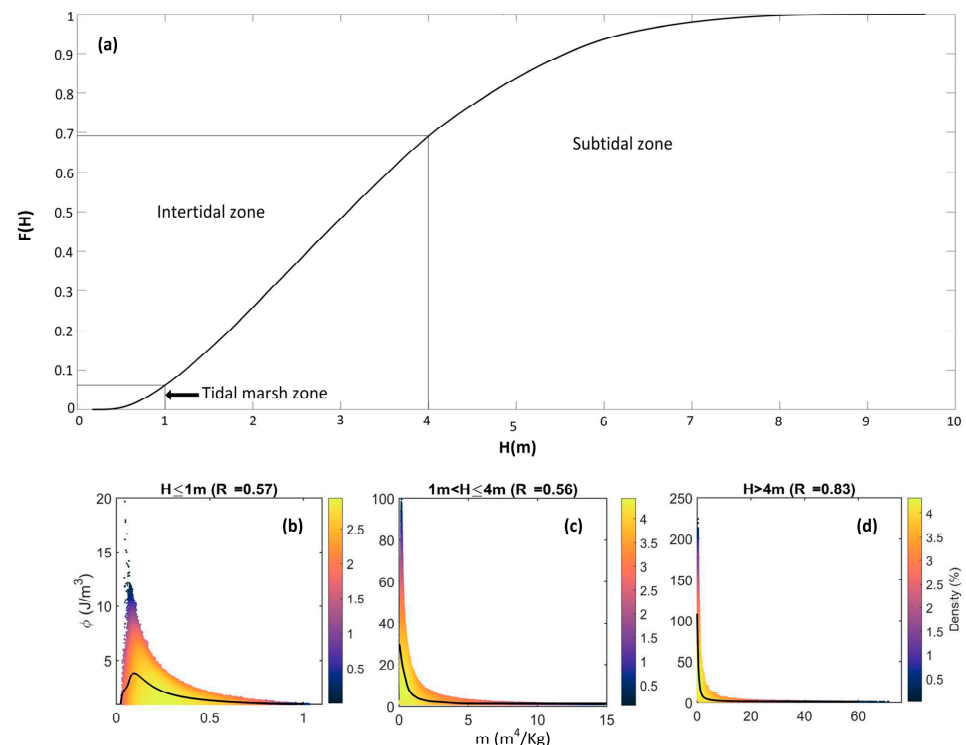 (a)
F(H)
1
0.9
0.8
0.7
0.6
0.5
0.4
0.3
0.2
0.1
0
Intertidal zone
Subtidal zone
Tidal marsh zone
0 1 2 3 4 5 6 7 8 9 10
H(m)
H≤1m (R =0.57)
(b)
ϕ (J/m³)
20
15
10
5
0 0.5 1
2.5
2
1.5
1
0.5
1m<H≤4m (R =0.56)
(c)
100
80
60
40
20
0
0 5 10 15
4
3.5
3
2.5
2
1.5
1
0.5
m (m⁴/Kg)
H>4m (R =0.83)
(d)
250
200
150
100
50
0
0 20 40 60 80
4
3.5
3
2.5
2
1.5
1
0.5
Densty (%)